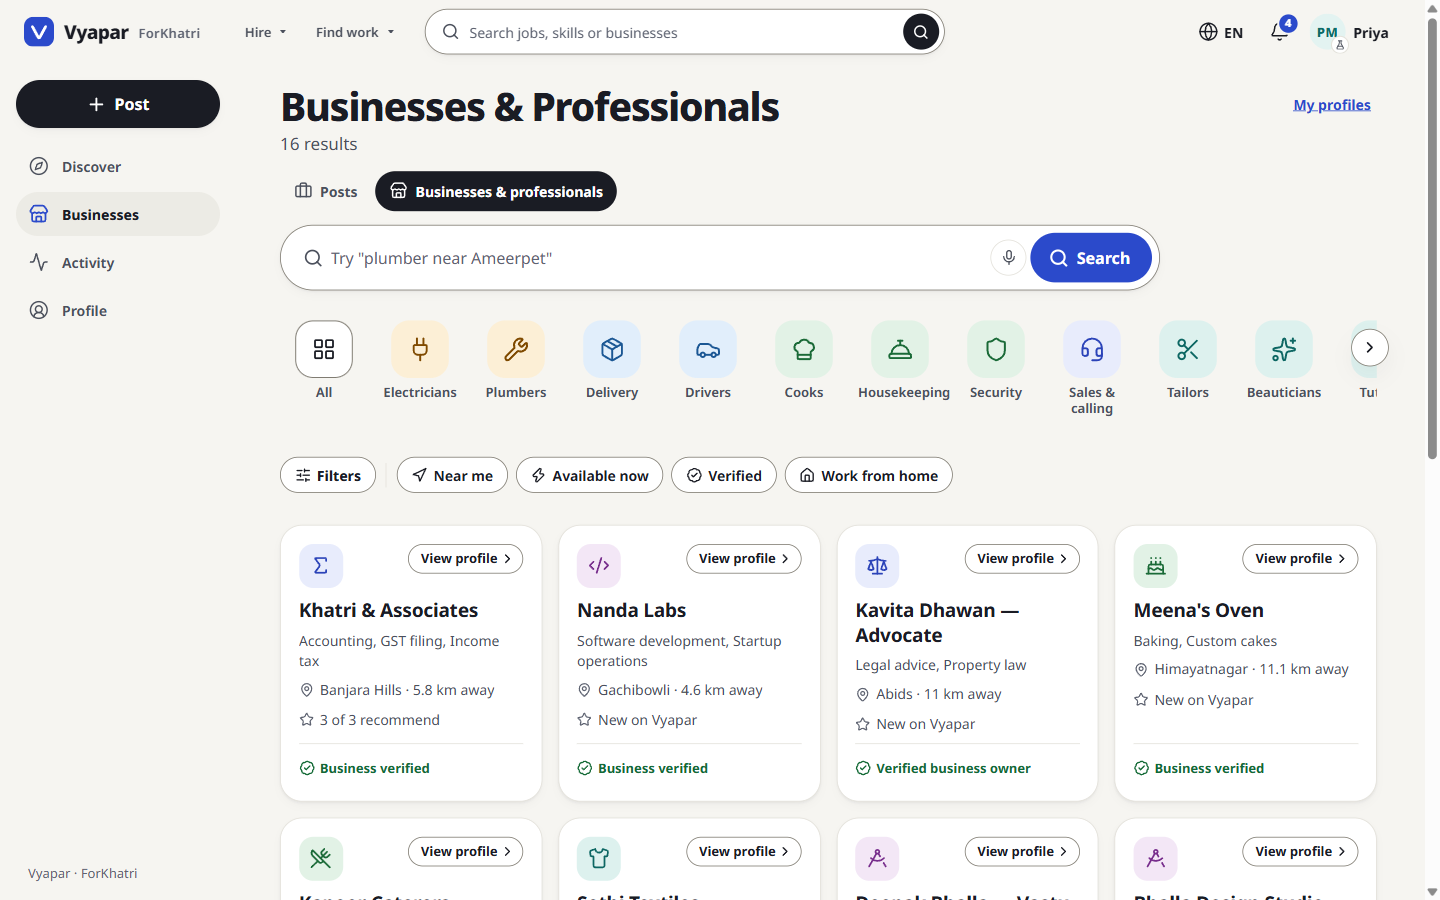 Vyapar ForKhatri
Hire
Find work
Search jobs, skills or businesses
EN
4
PM
Priya
Post
Discover
Businesses
Activity
Profile
Vyapar · ForKhatri
Businesses & Professionals
My profiles
16 results
Posts
Businesses & professionals
Try "plumber near Ameerpet"
Search
All
Electricians
Plumbers
Delivery
Drivers
Cooks
Housekeeping
Security
Sales &
calling
Tailors
Beauticians
Filters
Near me
Available now
Verified
Work from home
View profile
Khatri & Associates
Accounting, GST filing, Income
tax
Banjara Hills · 5.8 km away
3 of 3 recommend
Business verified
View profile
Nanda Labs
Software development, Startup
operations
Gachibowli · 4.6 km away
New on Vyapar
Business verified
View profile
Kavita Dhawan —
Advocate
Legal advice, Property law
Abids · 11 km away
New on Vyapar
Verified business owner
View profile
Meena's Oven
Baking, Custom cakes
Himayatnagar · 11.1 km away
New on Vyapar
Business verified
View profile
View profile
View profile
View profile